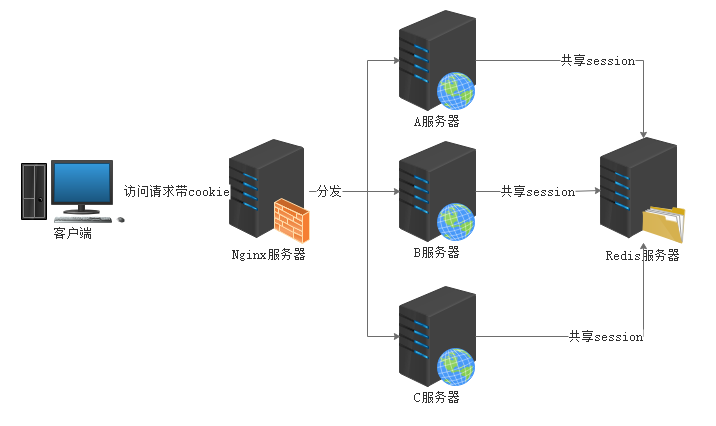 共享session
A服务器
访问请求带cookie
分发
共享session
客户端
Nginx服务器
B服务器
Redis服务器
共享session
C服务器